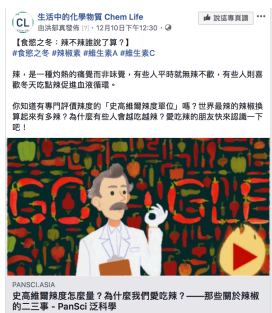 生活中的化學物質 Chem Life
CL
由洪郁真發佈 [?]·12月10日下午12:30·
說這專頁讚
【食慾之冬:辣不辣誰說了算?】
#食慾之冬 #辣椒素 #維生素A #維生素C
辣,是一種灼熱的痛覺而非味覺,有些人平時就無辣不歡,有些人則喜
歡冬天吃點辣促進血液循環。
你知道有專門評價辣度的「史高維爾辣度單位」嗎?世界最辣的辣椒換
算起來有多辣?為什麼有些人會越吃越辣?愛吃辣的朋友快來認識一下
吧!
PANSCI.ASIA
史高維爾辣度怎麼量?為什麼我們愛吃辣?——那些關於辣椒
的二三事 - PanSci 泛科學